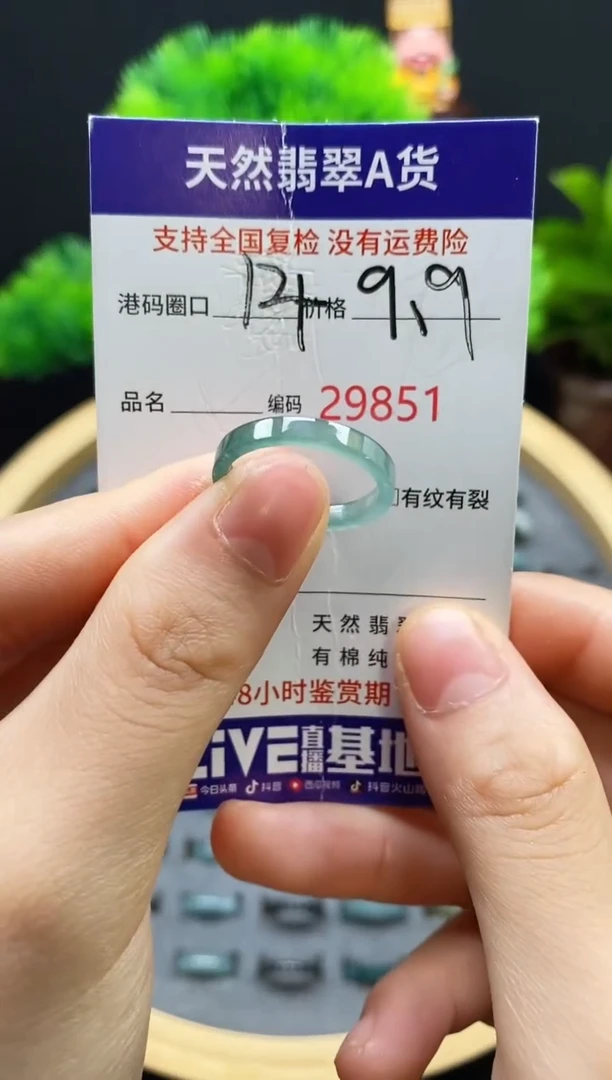 天然翡翠A货
支持全国复检 没有运费险
港码圈口 12 价格 9.9
品名 编码 29851
有纹有裂
天然翡
有棉纯
8小时鉴赏期
LiVE直播基地
今日头条 抖音 西瓜视频 抖音火山